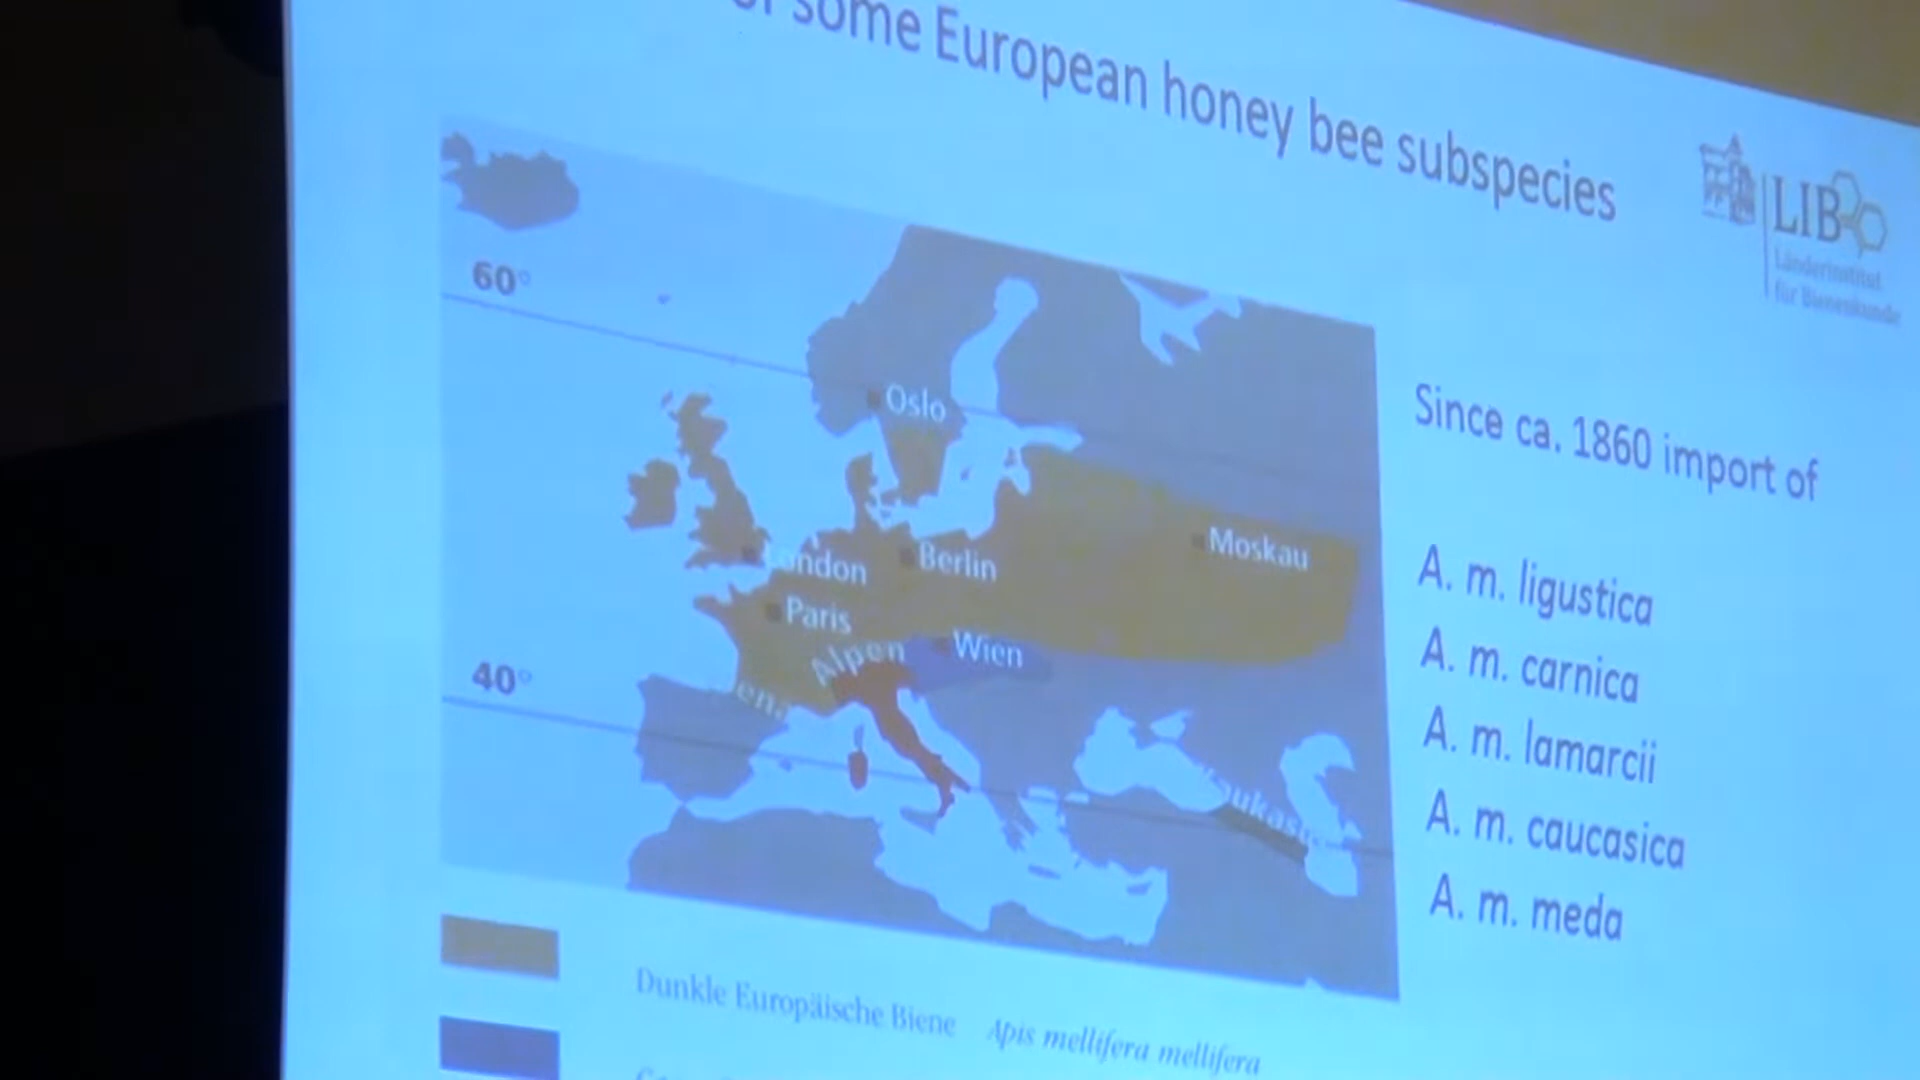 some European honey bee subspecies
LIB
Länderinstitut
für Bienenkunde
60°
Oslo
Moskau
London
Berlin
Paris
Wien
Alpen
40°
Since ca. 1860 import of
A. m. ligustica
A. m. carnica
A. m. lamarcii
A. m. caucasica
A. m. meda
Dunkle Europäische Biene Apis mellifera mellifera